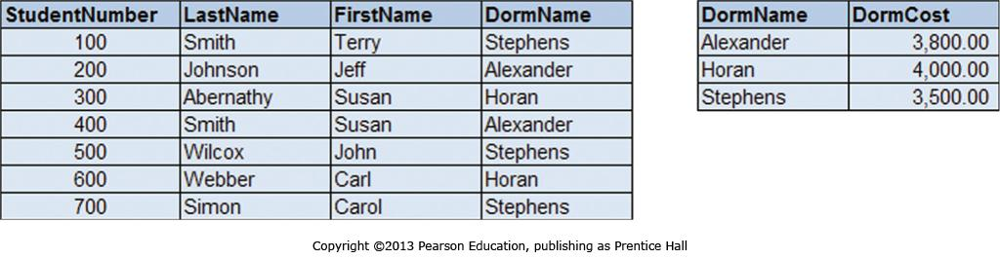 StudentNumber LastName FirstName DormName
100 Smith Terry Stephens
200 Johnson Jeff Alexander
300 Abernathy Susan Horan
400 Smith Susan Alexander
500 Wilcox John Stephens
600 Webber Carl Horan
700 Simon Carol Stephens
DormName DormCost
Alexander 3,800.00
Horan 4,000.00
Stephens 3,500.00
Copyright ©2013 Pearson Education, publishing as Prentice Hall